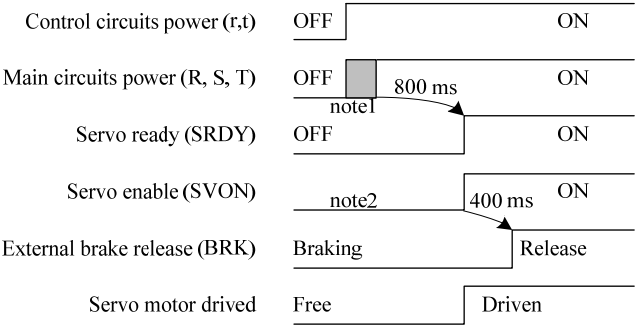 Control circuits power (r,t) OFF ON
Main circuits power (R, S, T) OFF 800 ms ON
note1
Servo ready (SRDY) OFF ON
Servo enable (SVON) note2 400 ms ON
External brake release (BRK) Braking Release
Servo motor drived Free Driven